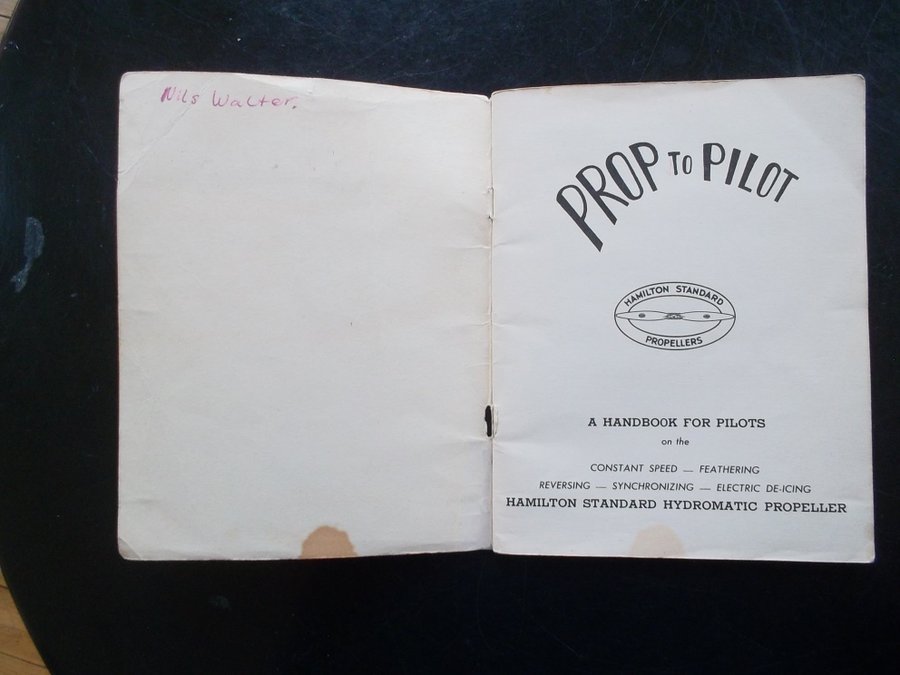 Nils Walter.
PROP TO PILOT
HAMILTON STANDARD
PROPELLERS
A HANDBOOK FOR PILOTS
on the
CONSTANT SPEED — FEATHERING
REVERSING — SYNCHRONIZING — ELECTRIC DE-ICING
HAMILTON STANDARD HYDROMATIC PROPELLER